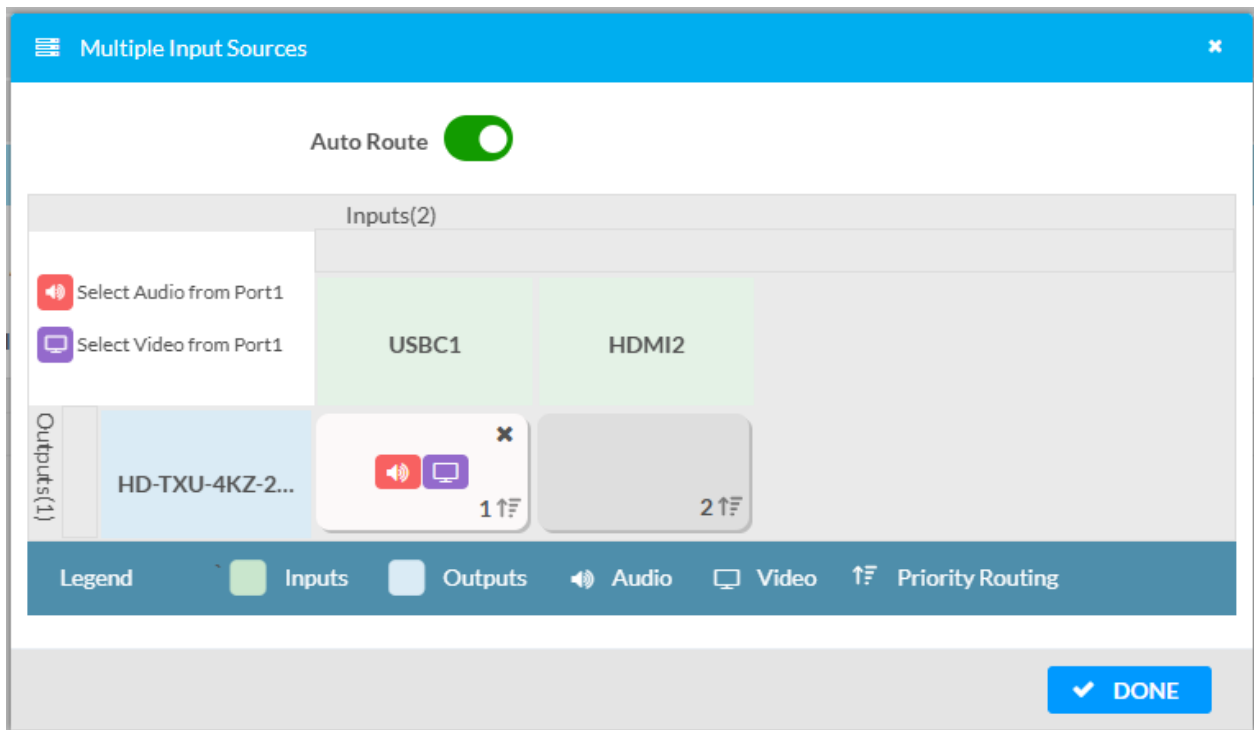 Multiple Input Sources
Auto Route
Inputs(2)
Select Audio from Port1
Select Video from Port1
USBC1
HDMI2
Outputs(1)
HD-TXU-4KZ-2...
1
2
Legend
Inputs
Outputs
Audio
Video
Priority Routing
DONE